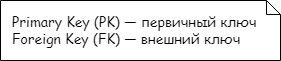 Primary Key (PK) — первичный ключ
Foreign Key (FK) — внешний ключ